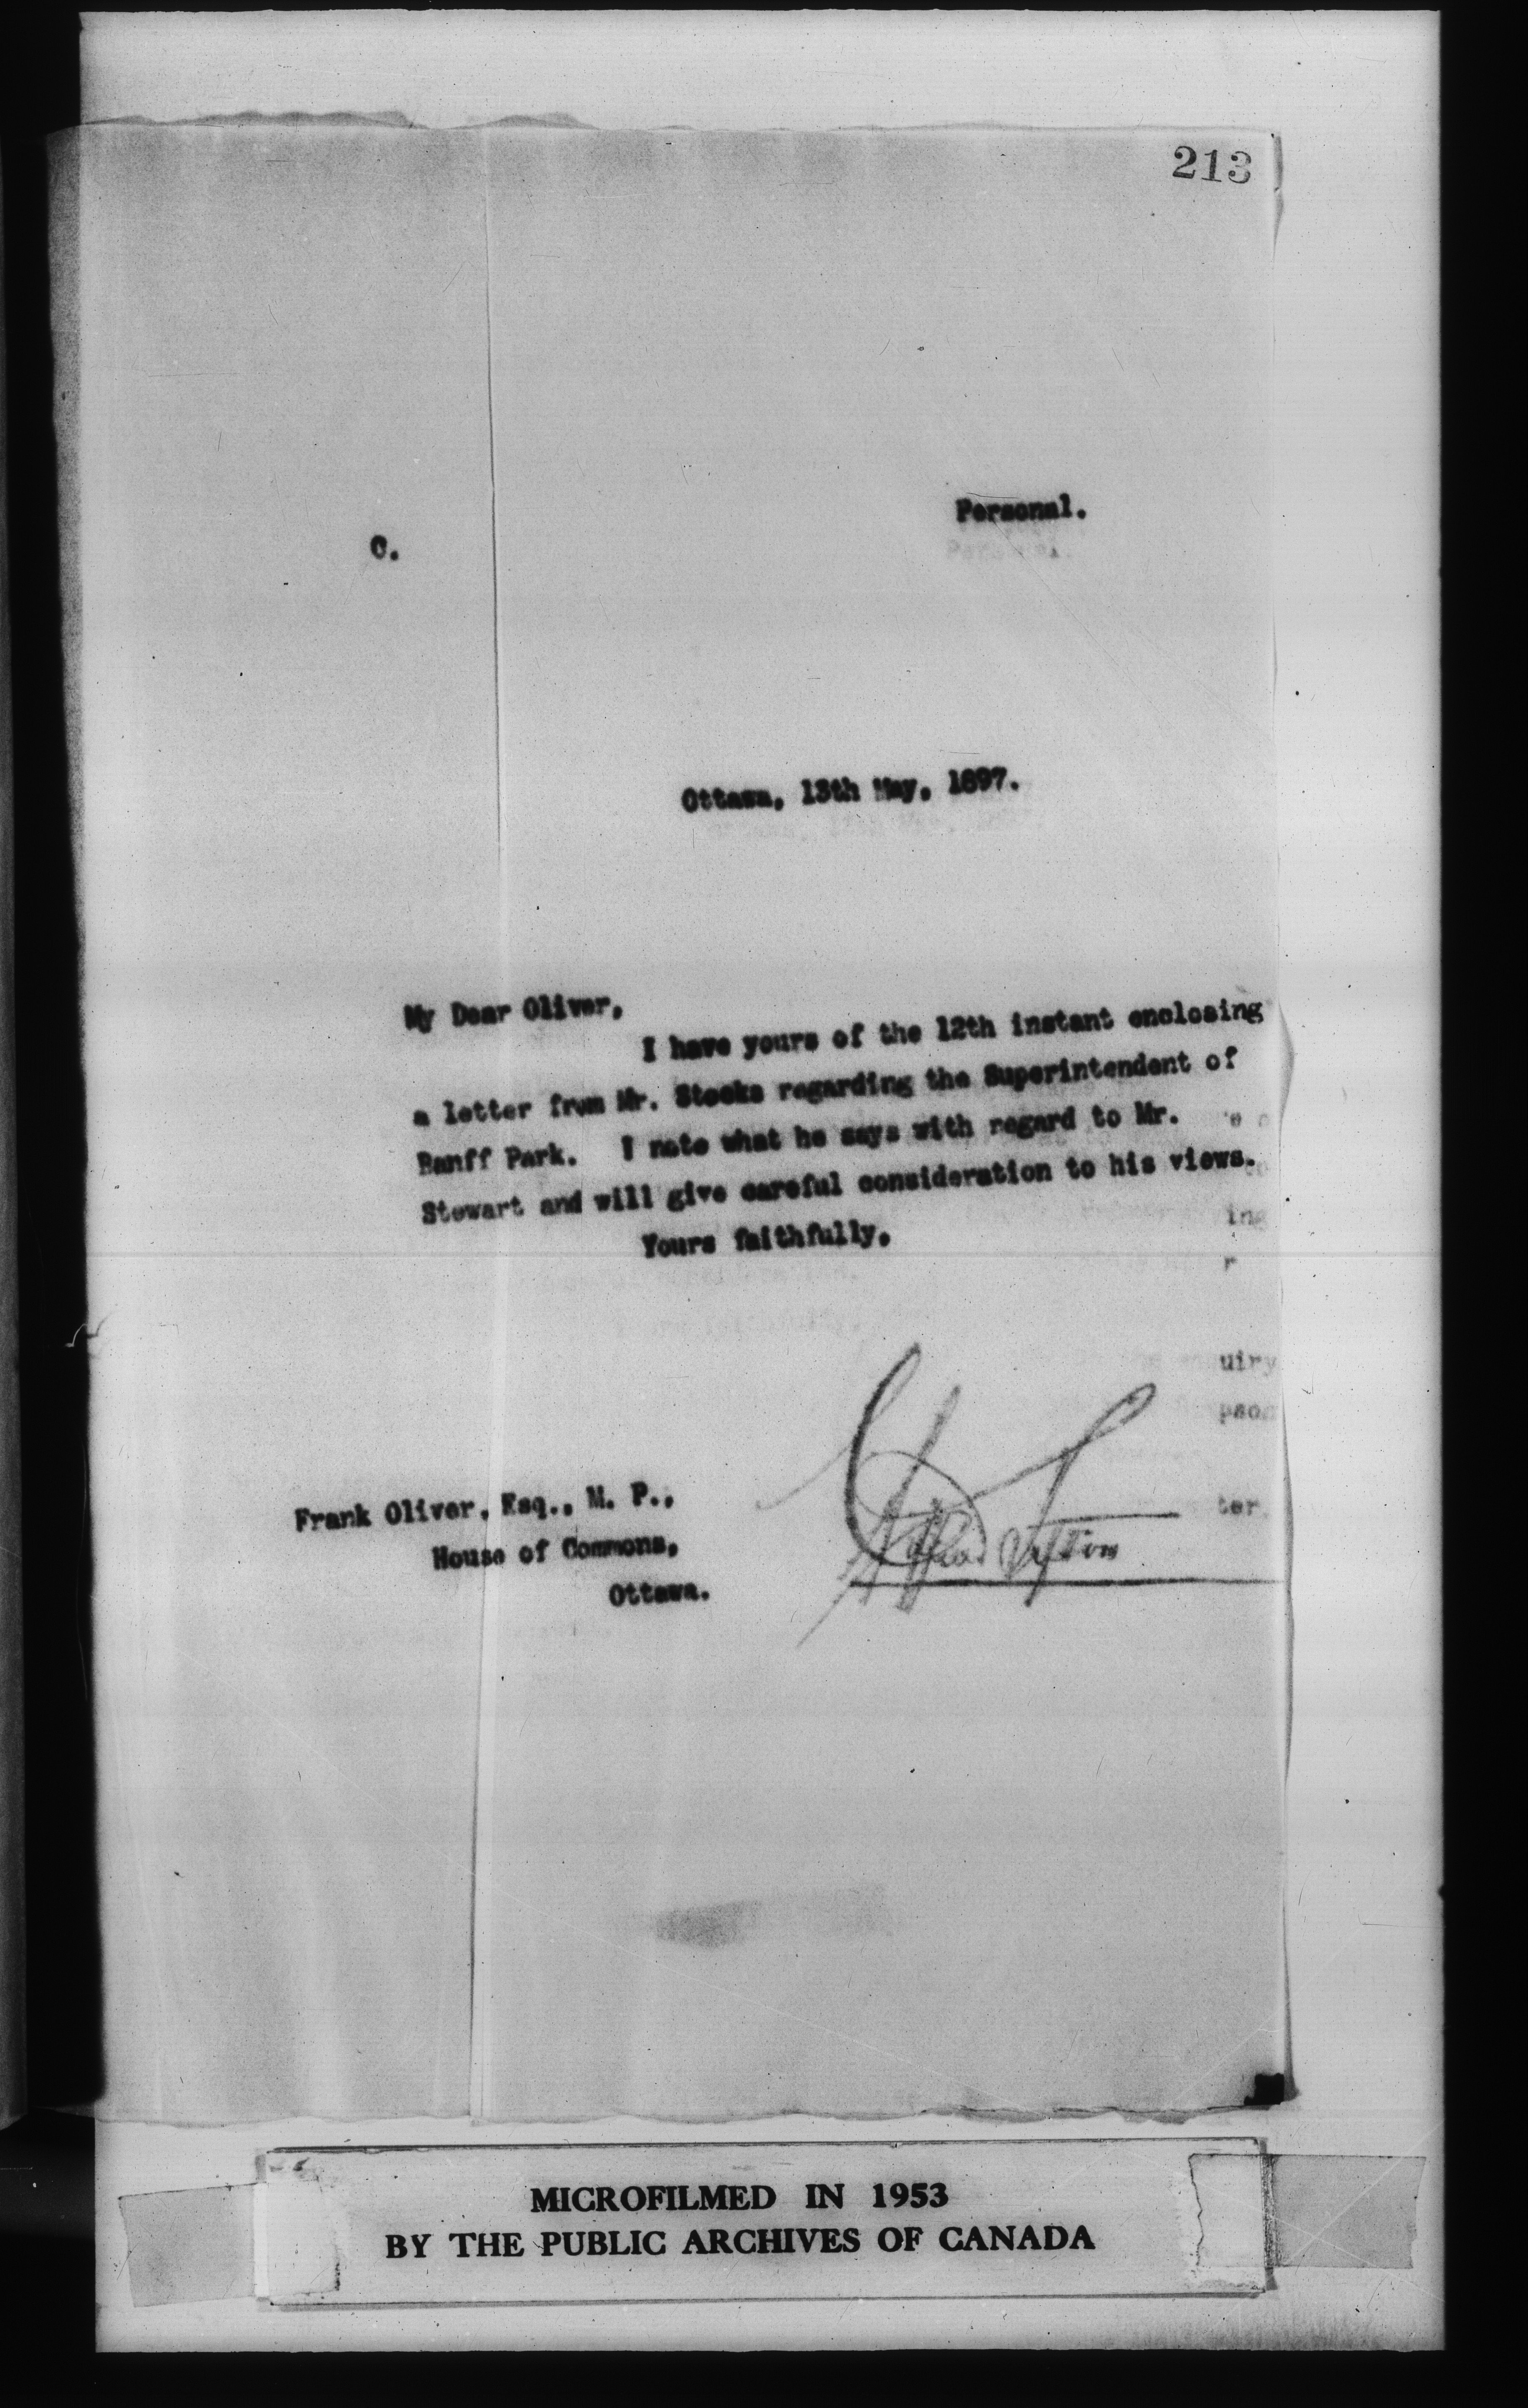 213
Personal.
C.
Ottawa, 13th May, 1897.
My Dear Oliver,
I have yours of the 12th instant enclosing
a letter from Mr. Stocks regarding the Superintendent of
Banff Park. I note what he says with regard to Mr.
Stewart and will give careful consideration to his views.
Yours faithfully,
Frank Oliver, Esq., M. P.,
House of Commons,
Ottawa.
MICROFILMED IN 1953
BY THE PUBLIC ARCHIVES OF CANADA